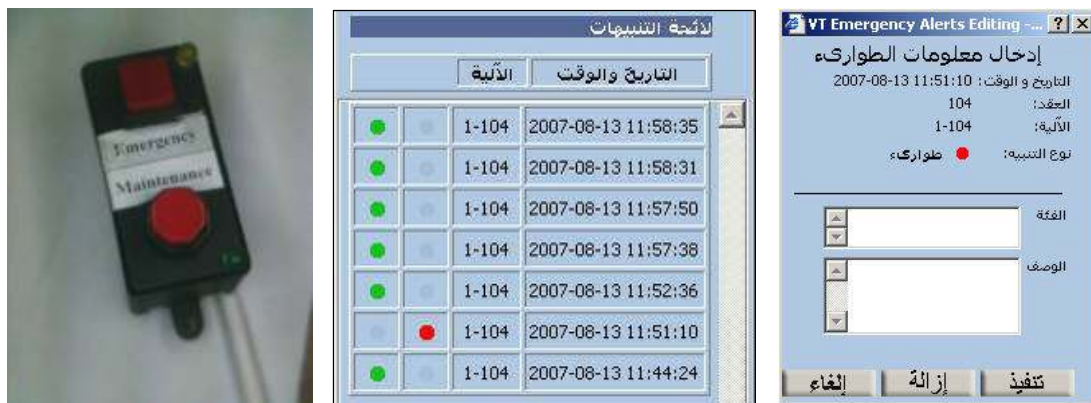 Emergency
Maintenance
لائحة التنبيهات
التاريخ والوقت الآلية
2007-08-13 11:58:35 1-104
2007-08-13 11:58:31 1-104
2007-08-13 11:57:50 1-104
2007-08-13 11:57:38 1-104
2007-08-13 11:52:36 1-104
2007-08-13 11:51:10 1-104
2007-08-13 11:44:24 1-104
VT Emergency Alerts Editing -...
إدخال معلومات الطوارىء
التاريخ و الوقت: 2007-08-13 11:51:10
العقد: 104
الآلية: 1-104
نوع التنبيه: طوارىء
الفئة
الوصف
تنفيذ إزالة إلغاء